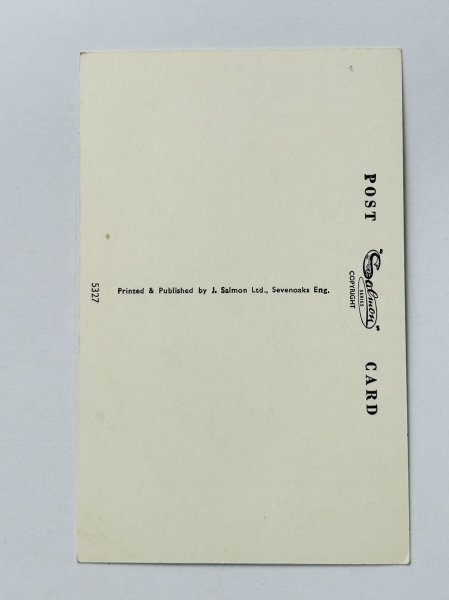 POST "Salmon" CARD
SERIES
COPYRIGHT
Printed & Published by J. Salmon Ltd., Sevenoaks Eng.
5327